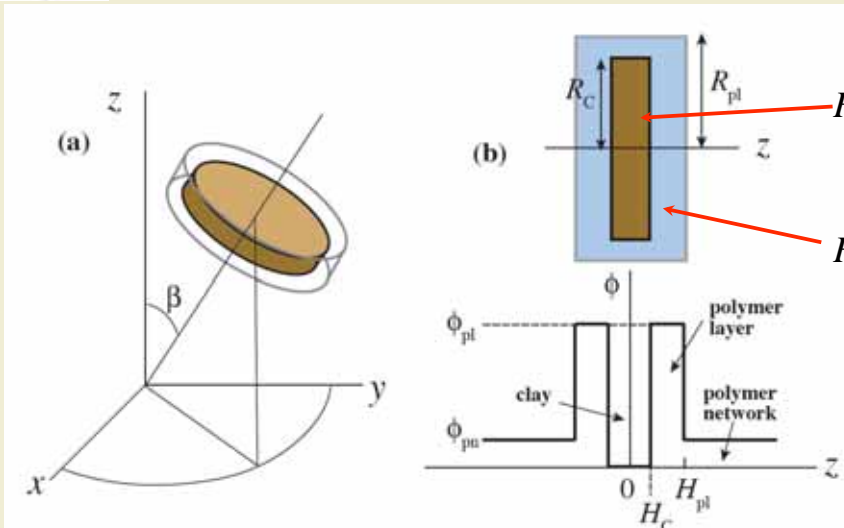 z
(a)
β
y
x
R_C
R_pl
z
(b)
ϕ
ϕ_pl
polymer
layer
clay
polymer
network
ϕ_pn
z
0
H_pl
H_C